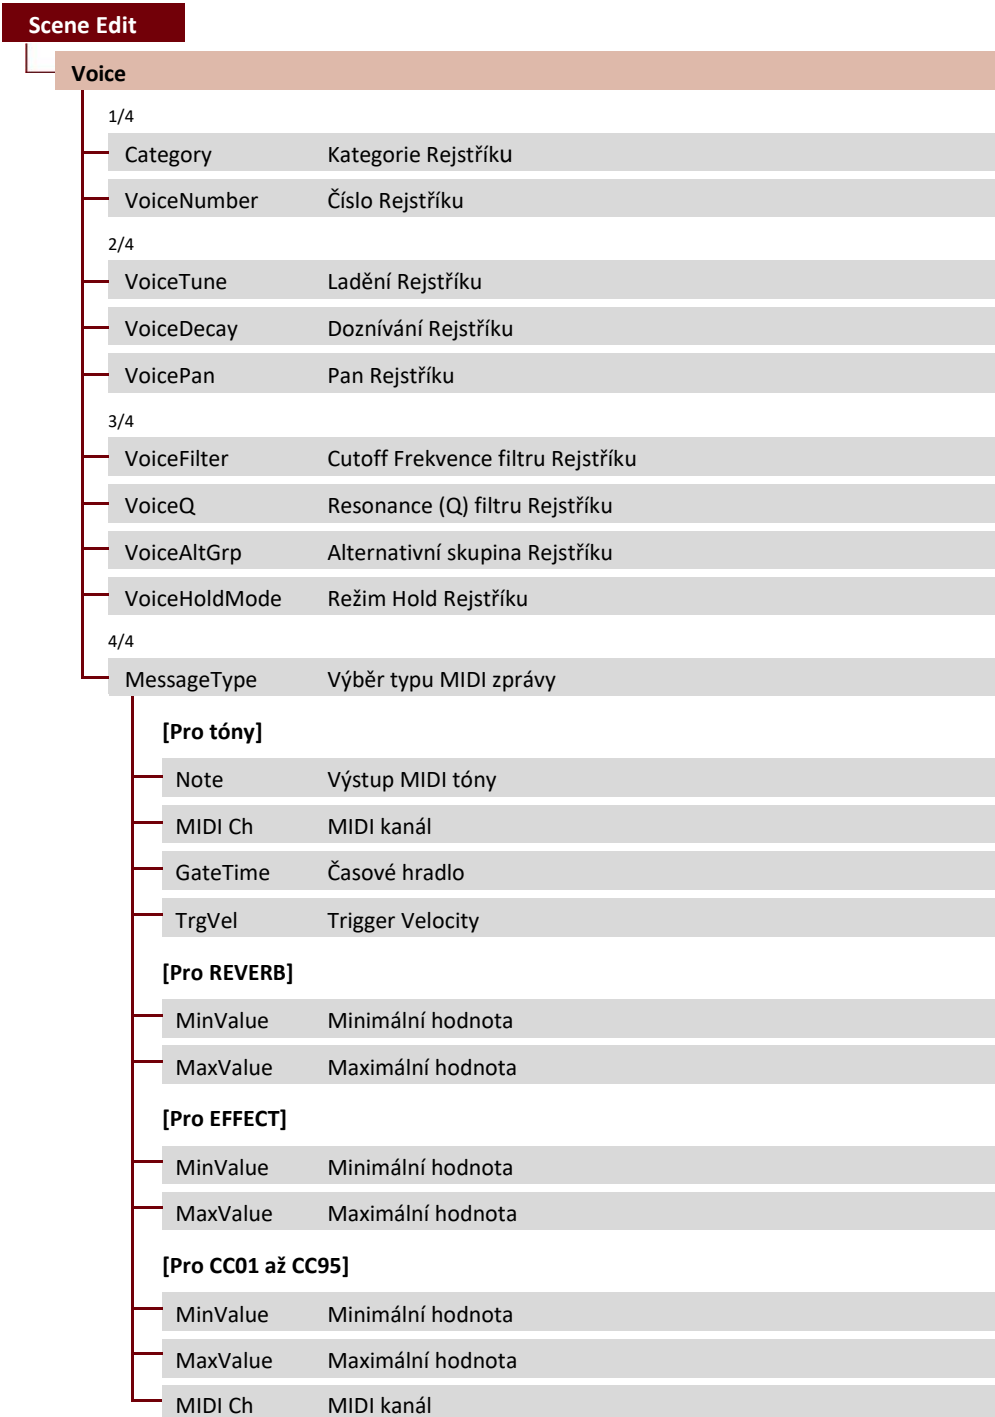 Scene Edit
Voice
1/4
Category Kategorie Rejstříku
VoiceNumber Číslo Rejstříku
2/4
VoiceTune Ladění Rejstříku
VoiceDecay Doznívání Rejstříku
VoicePan Pan Rejstříku
3/4
VoiceFilter Cutoff Frekvence filtru Rejstříku
VoiceQ Resonance (Q) filtru Rejstříku
VoiceAltGrp Alternativní skupina Rejstříku
VoiceHoldMode Režim Hold Rejstříku
4/4
MessageType Výběr typu MIDI zprávy
[Pro tóny]
Note Výstup MIDI tóny
MIDI Ch MIDI kanál
GateTime Časové hradlo
TrgVel Trigger Velocity
[Pro REVERB]
MinValue Minimální hodnota
MaxValue Maximální hodnota
[Pro EFFECT]
MinValue Minimální hodnota
MaxValue Maximální hodnota
[Pro CC01 až CC95]
MinValue Minimální hodnota
MaxValue Maximální hodnota
MIDI Ch MIDI kanál